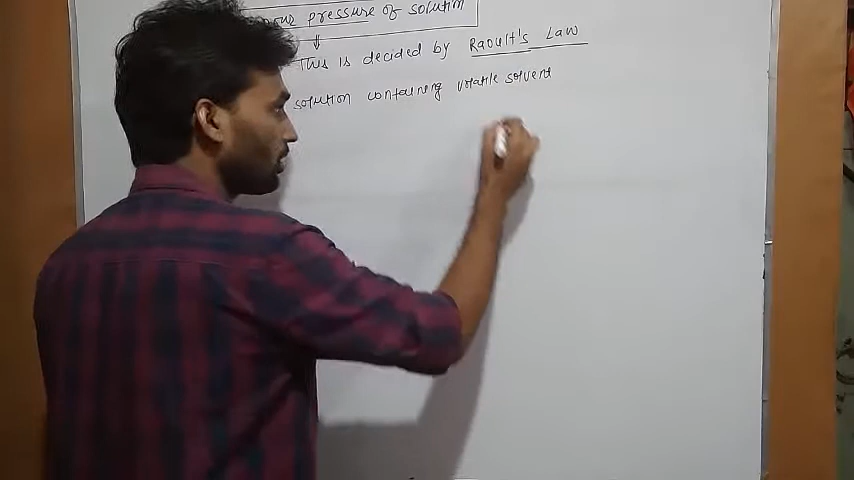 pressure of solution
This is decided by Raoult's Law
solution containing volatile solvent